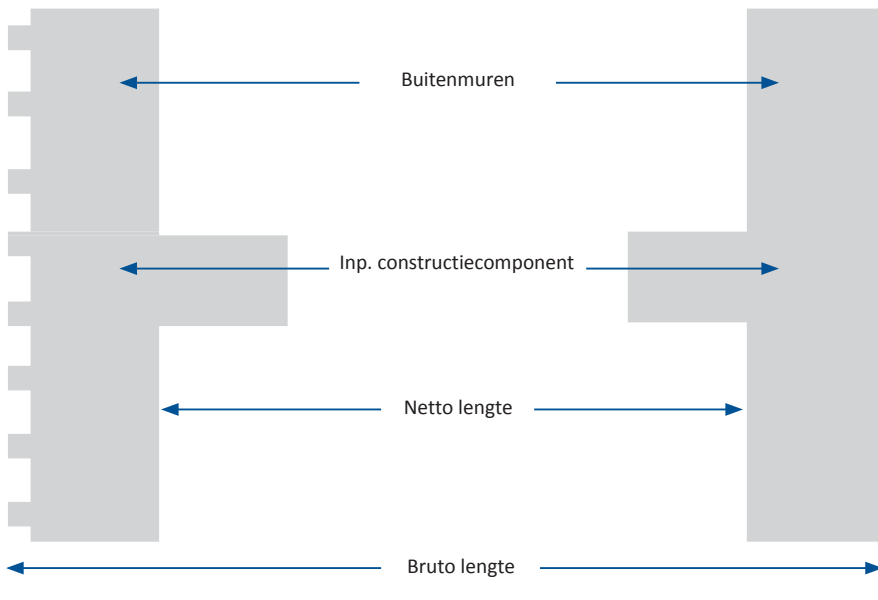 Buitenmuren
Inp. constructiecomponent
Netto lengte
Bruto lengte